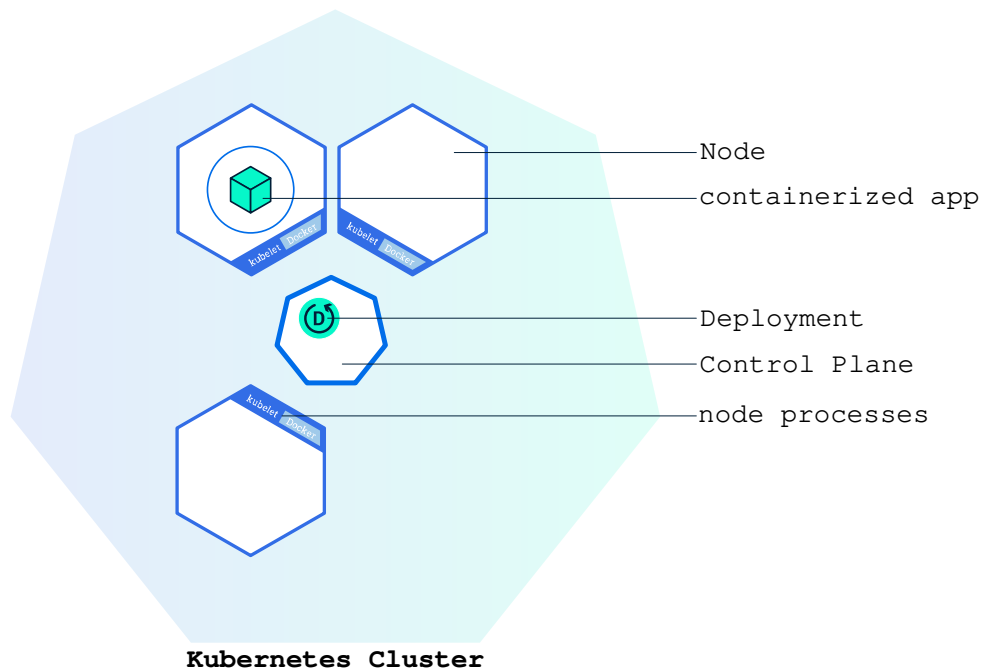 Node
containerized app
kubelet Docker
kubelet Docker
D
Deployment
Control Plane
kubelet Docker
node processes
Kubernetes Cluster